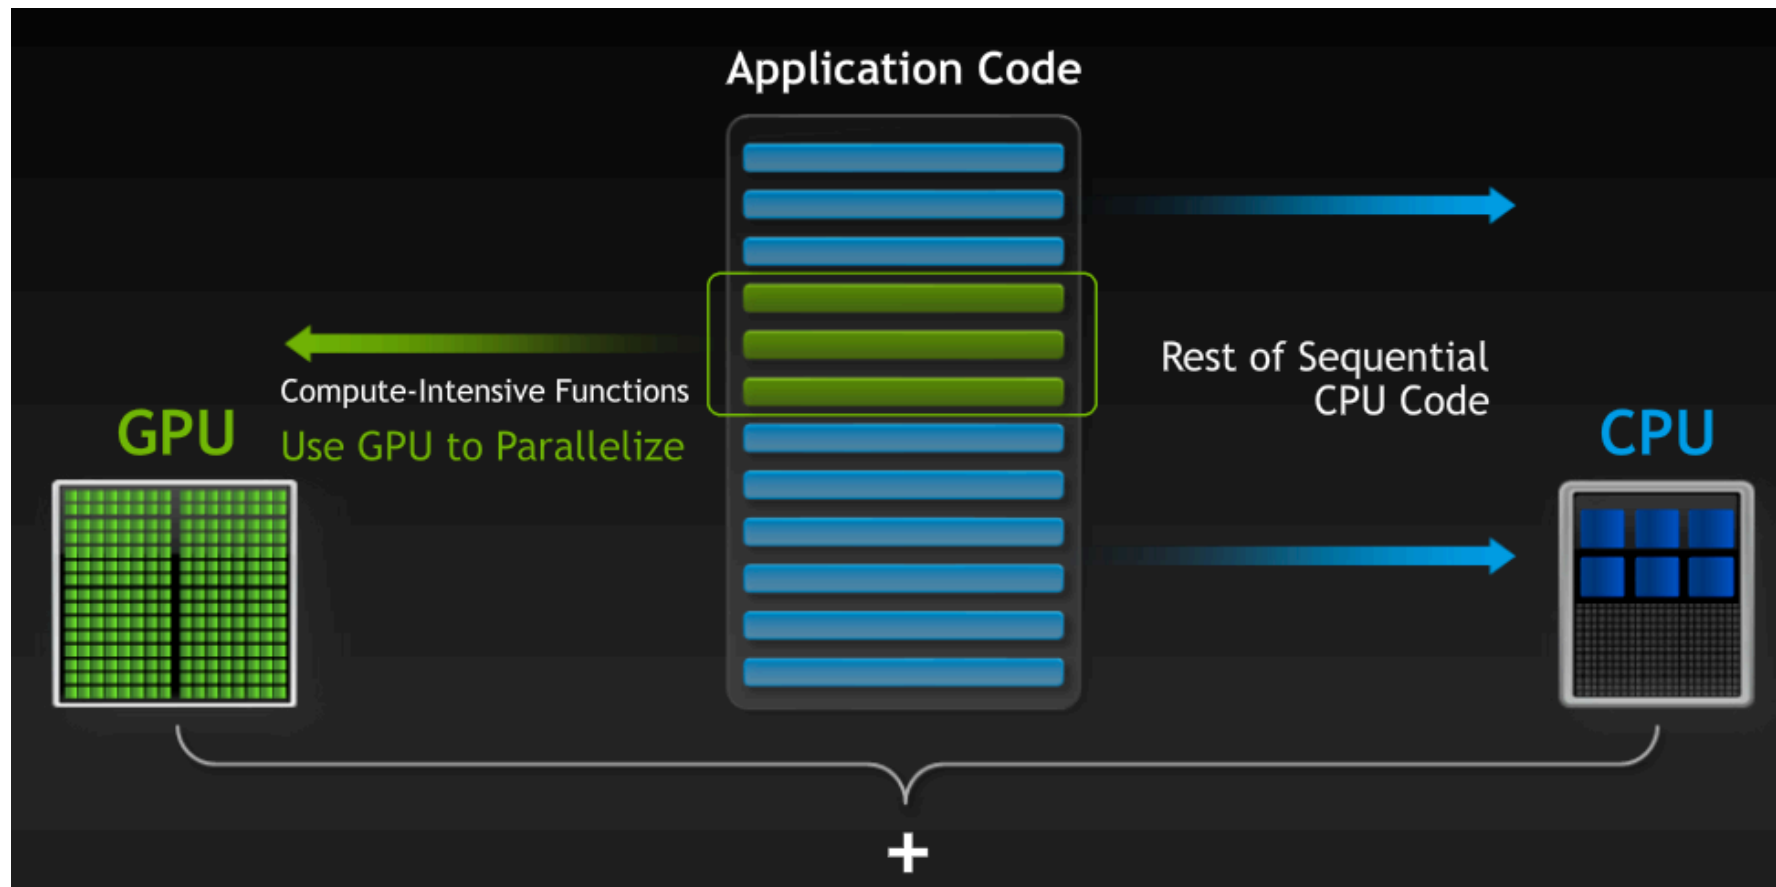 Application Code
Compute-Intensive Functions
Use GPU to Parallelize
GPU
Rest of Sequential
CPU Code
CPU
+